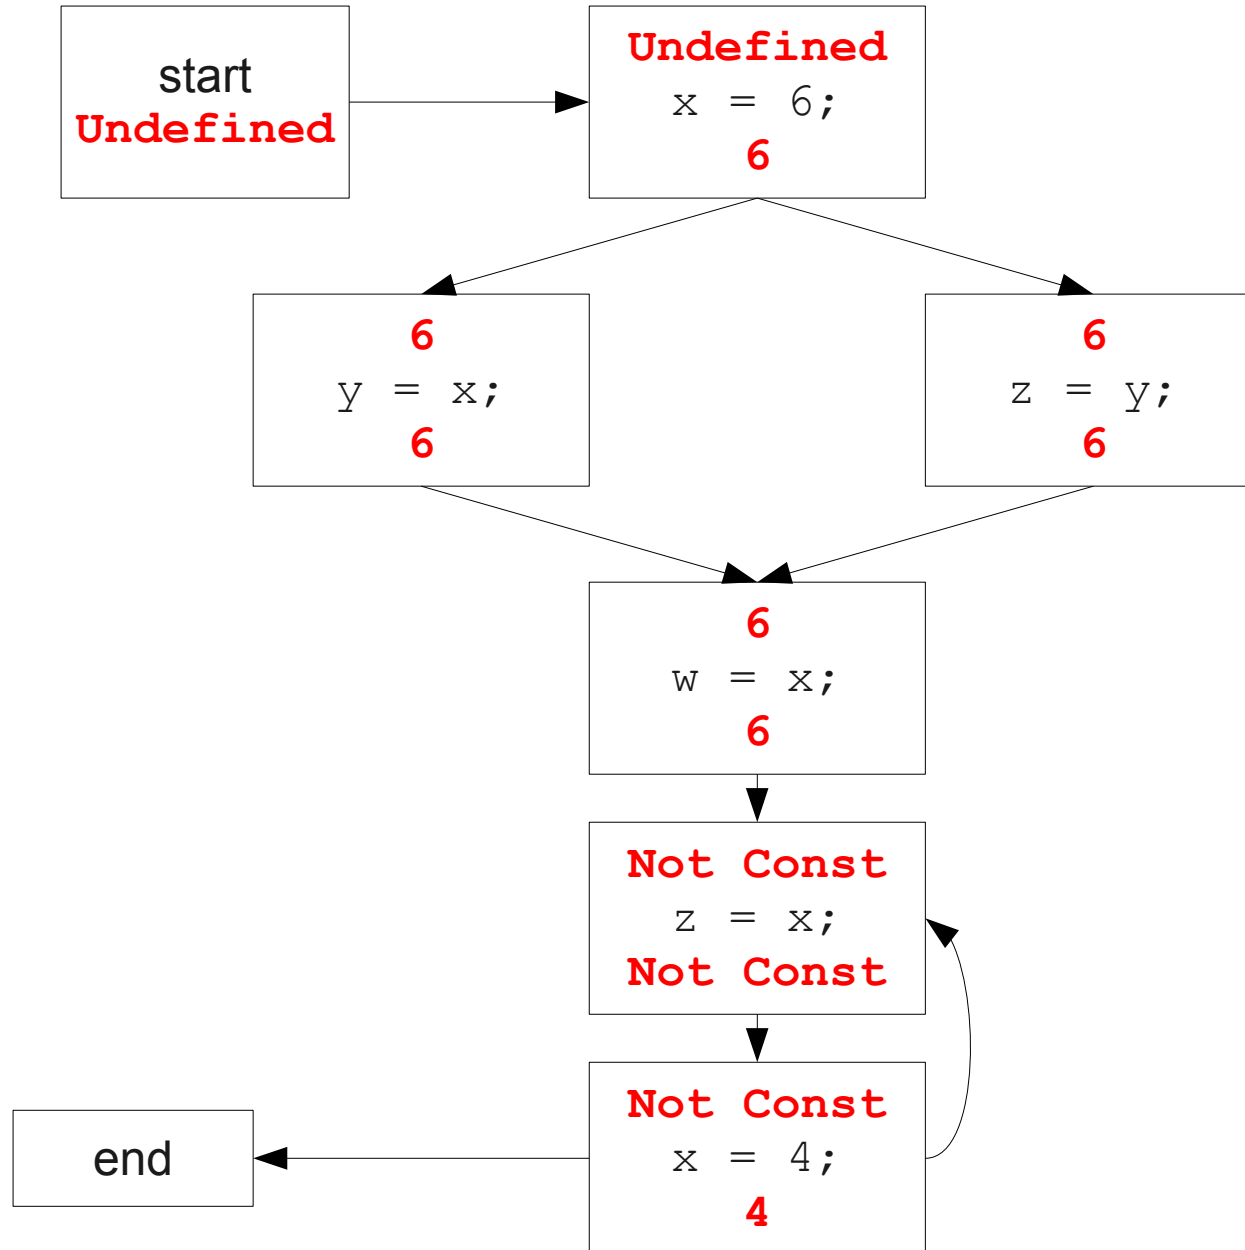 start
Undefined
Undefined
x = 6;
6
6
y = x;
6
6
z = y;
6
6
w = x;
6
Not Const
z = x;
Not Const
Not Const
x = 4;
4
end